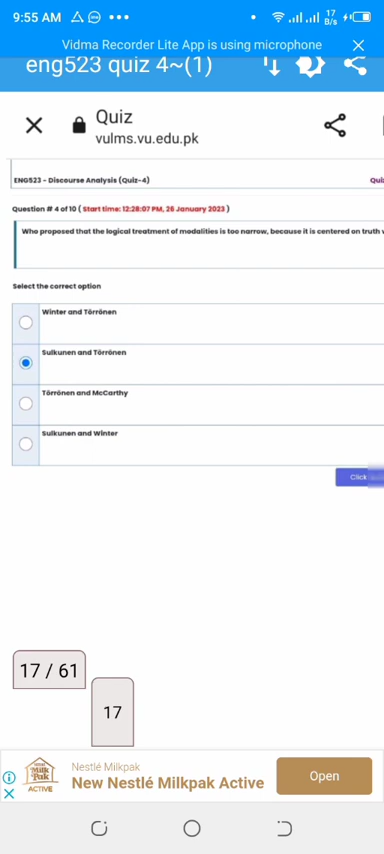 9:55 AM
17 B/s
Vidma Recorder Lite App is using microphone
eng523 quiz 4~(1)
Quiz
vulms.vu.edu.pk
ENG523 - Discourse Analysis (Quiz-4)
Quiz
Question # 4 of 10 ( Start time: 12:28:07 PM, 26 January 2023 )
Who proposed that the logical treatment of modalities is too narrow, because it is centered on truth
Select the correct option
Winter and Törrönen
Sulkunen and Törrönen
Törrönen and McCarthy
Sulkunen and Winter
Click
17 / 61
17
Nestlé Milkpak
New Nestlé Milkpak Active
Open
Nestlé
Milk
Pak
ACTIVE